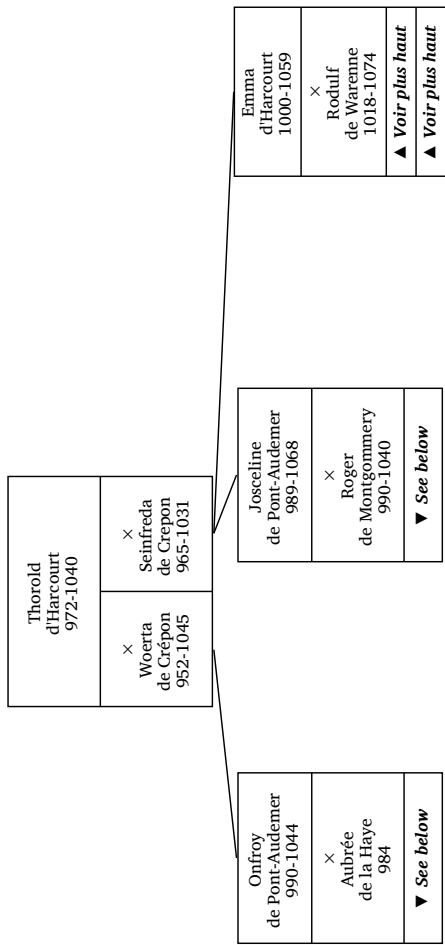 Thorold
d'Harcourt
972-1040
×
Woerta
de Crépon
952-1045
×
Seinfreda
de Crepon
965-1031
Onfroy
de Pont-Audemer
990-1044
×
Aubrée
de la Haye
984
▼ See below
Josceline
de Pont-Audemer
989-1068
×
Roger
de Montgommery
990-1040
▼ See below
Emma
d'Harcourt
1000-1059
×
Rodulf
de Warenne
1018-1074
▲ Voir plus haut
▲ Voir plus haut